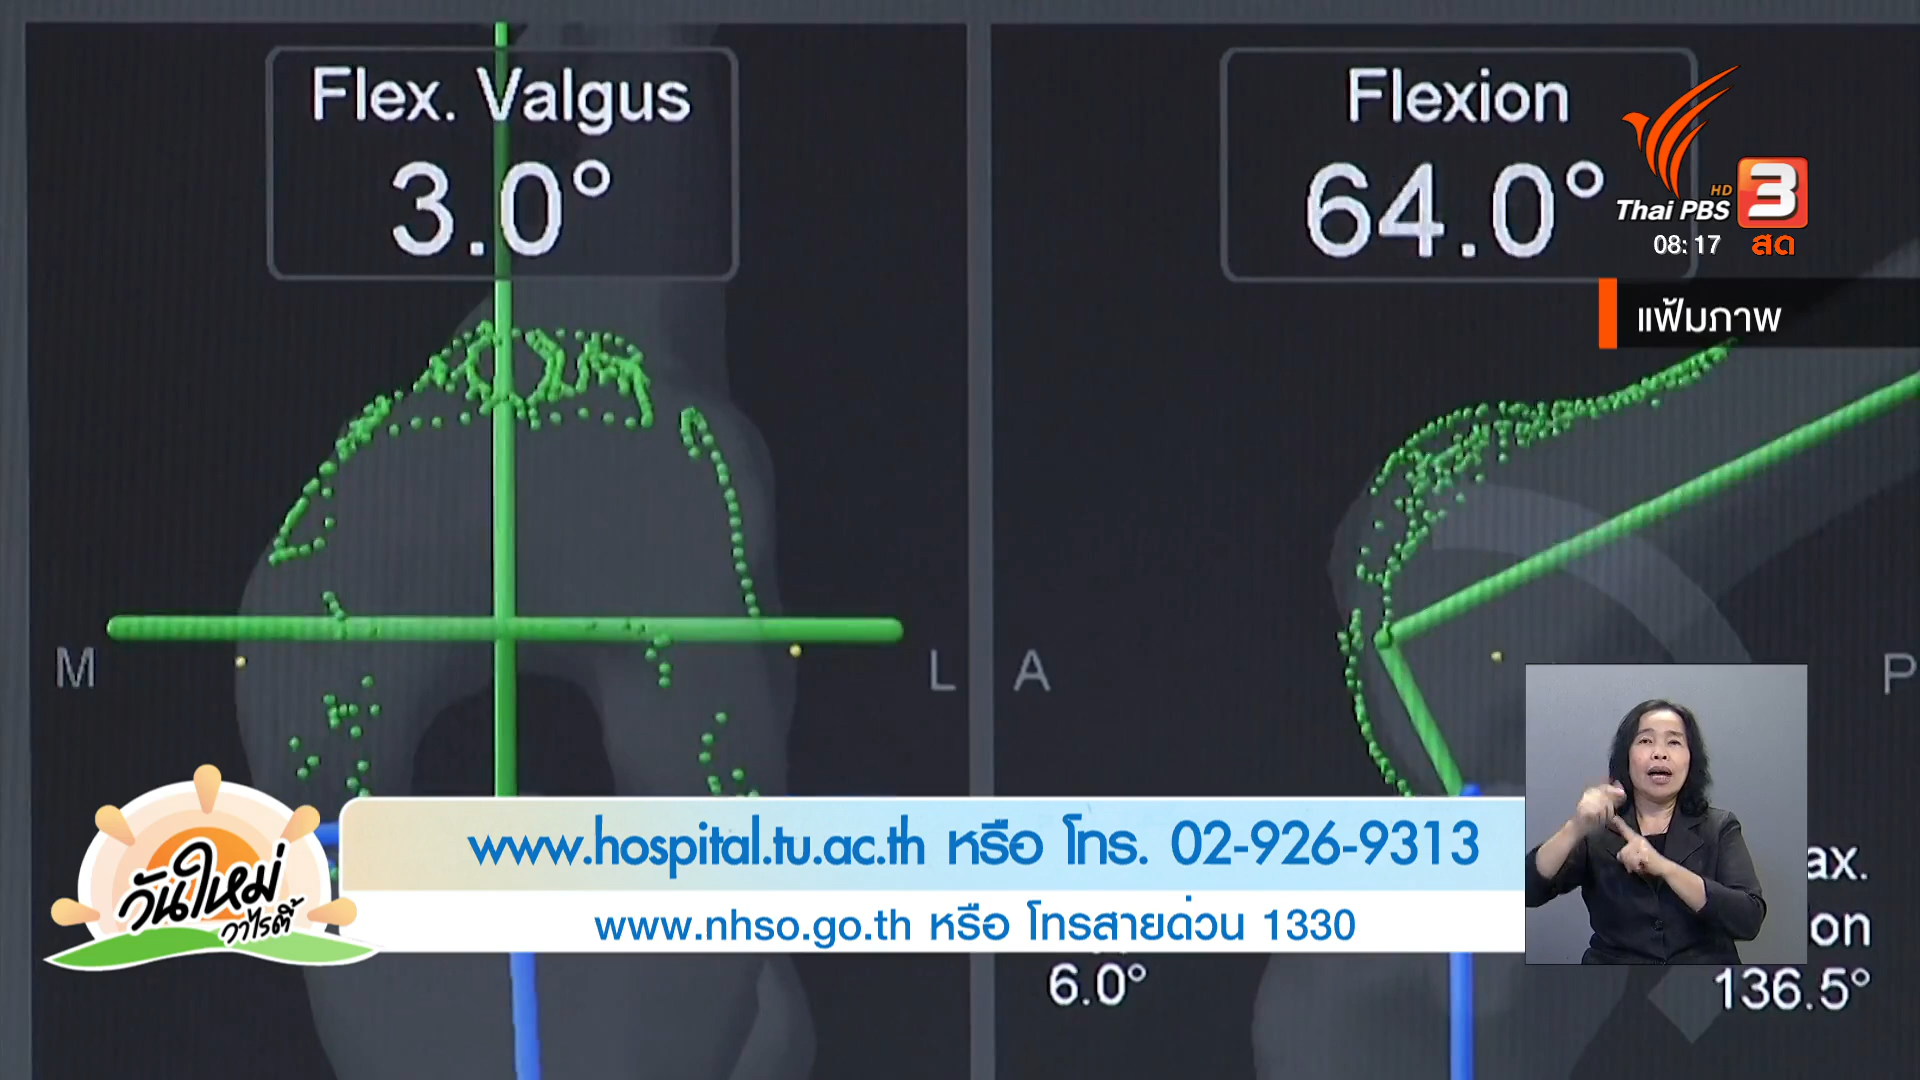 Flex. Valgus
3.0°
Flexion
64.0°
HD
Thai PBS
3
08:17
สด
แฟ้มภาพ
M
L
A
P
www.hospital.tu.ac.th หรือ โทร. 02-926-9313
www.nhso.go.th หรือ โทรสายด่วน 1330
วันใหม่
วาไรตี้
ax.
ion
6.0°
136.5°